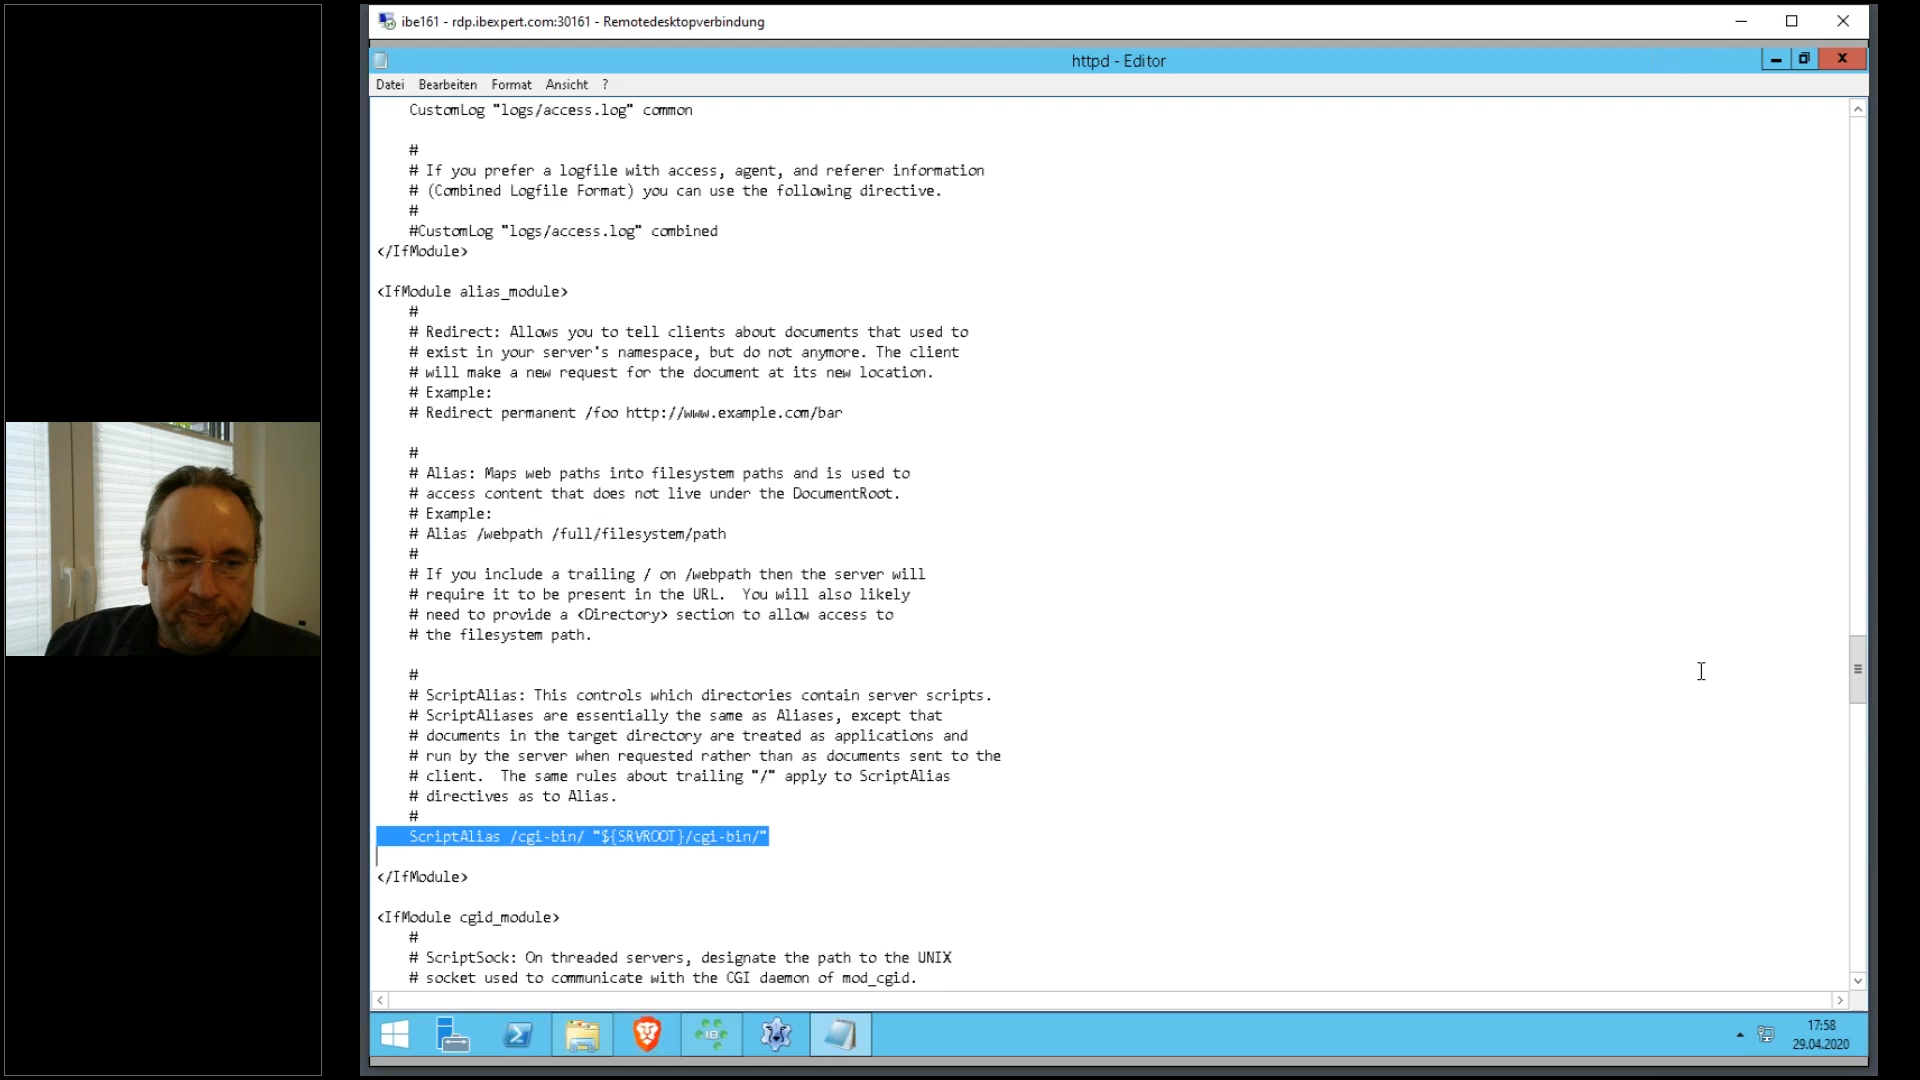 ibe161 - rdp.ibexpert.com:30161 - Remotedesktopverbindung
httpd - Editor
Datei Bearbeiten Format Ansicht ?
CustomLog "logs/access.log" common
#
# If you prefer a logfile with access, agent, and referer information
# (Combined Logfile Format) you can use the following directive.
#
#CustomLog "logs/access.log" combined
</IfModule>
<IfModule alias_module>
#
# Redirect: Allows you to tell clients about documents that used to
# exist in your server's namespace, but do not anymore. The client
# will make a new request for the document at its new location.
# Example:
# Redirect permanent /foo http://www.example.com/bar
#
# Alias: Maps web paths into filesystem paths and is used to
# access content that does not live under the DocumentRoot.
# Example:
# Alias /webpath /full/filesystem/path
#
# If you include a trailing / on /webpath then the server will
# require it to be present in the URL.  You will also likely
# need to provide a <Directory> section to allow access to
# the filesystem path.
#
# ScriptAlias: This controls which directories contain server scripts.
# ScriptAliases are essentially the same as Aliases, except that
# documents in the target directory are treated as applications and
# run by the server when requested rather than as documents sent to the
# client.  The same rules about trailing "/" apply to ScriptAlias
# directives as to Alias.
#
ScriptAlias /cgi-bin/ "${SRVROOT}/cgi-bin/"
</IfModule>
<IfModule cgid_module>
#
# ScriptSock: On threaded servers, designate the path to the UNIX
# socket used to communicate with the CGI daemon of mod_cgid.
IB
17:58
29.04.2020